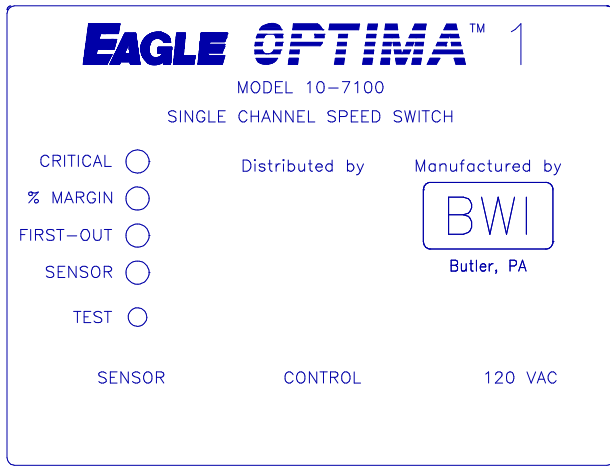 EAGLE OPTIMA™ 1
MODEL 10-7100
SINGLE CHANNEL SPEED SWITCH
CRITICAL
% MARGIN
FIRST-OUT
SENSOR
TEST
Distributed by
Manufactured by
BWI
Butler, PA
SENSOR CONTROL 120 VAC